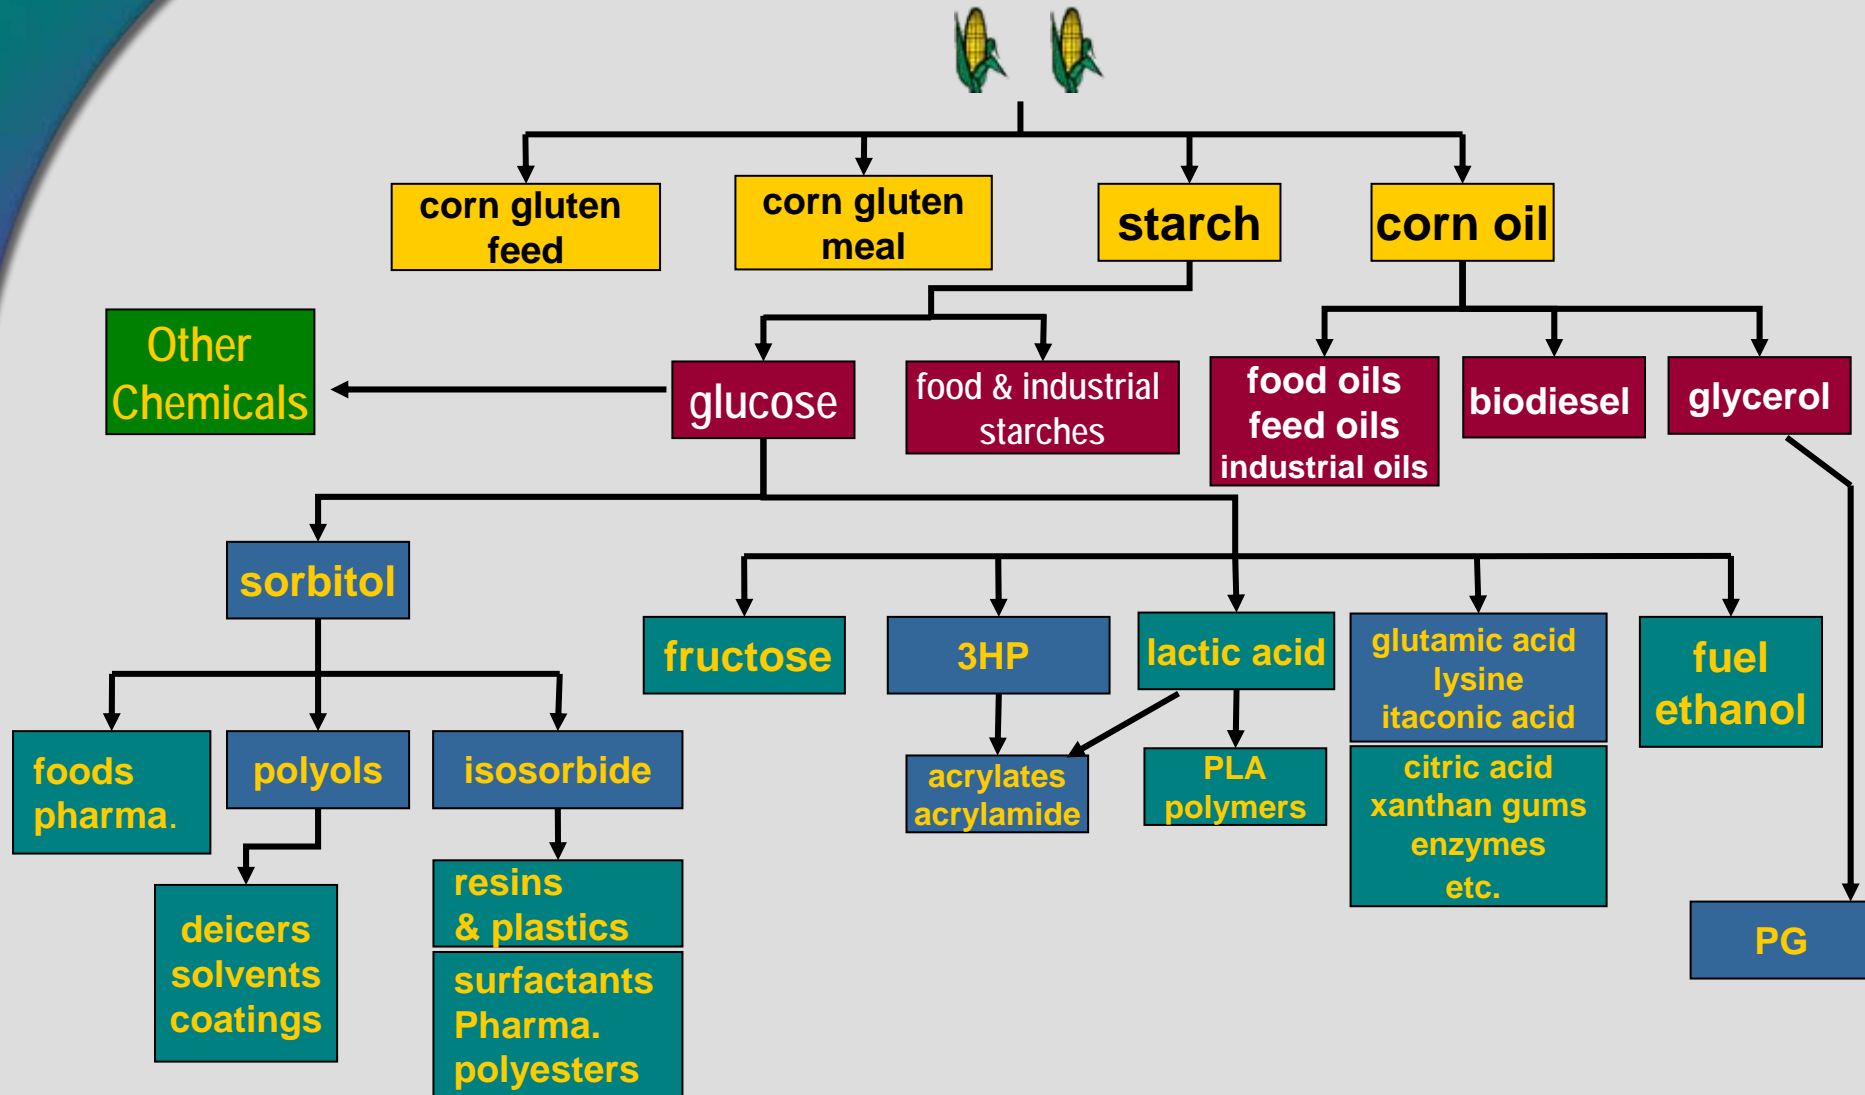 corn gluten
feed
corn gluten
meal
starch
corn oil
Other
Chemicals
glucose
food & industrial
starches
food oils
feed oils
industrial oils
biodiesel
glycerol
sorbitol
fructose
3HP
lactic acid
glutamic acid
lysine
itaconic acid
fuel
ethanol
foods
pharma.
polyols
isosorbide
acrylates
acrylamide
PLA
polymers
citric acid
xanthan gums
enzymes
etc.
deicers
solvents
coatings
resins
& plastics
surfactants
Pharma.
polyesters
PG